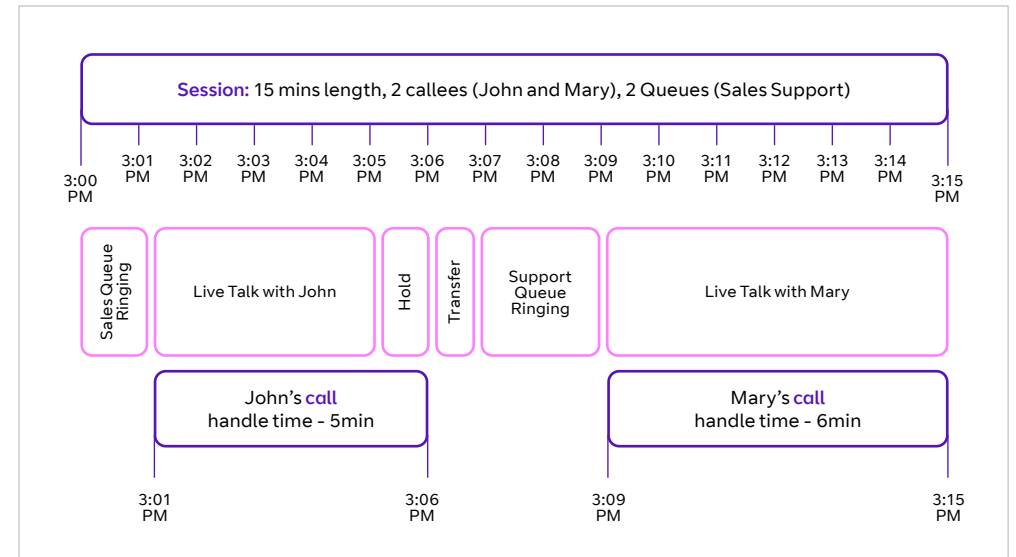 Session: 15 mins length, 2 callees (John and Mary), 2 Queues (Sales Support)
3:00
PM
3:01
PM
3:02
PM
3:03
PM
3:04
PM
3:05
PM
3:06
PM
3:07
PM
3:08
PM
3:09
PM
3:10
PM
3:11
PM
3:12
PM
3:13
PM
3:14
PM
3:15
PM
Sales Queue
Ringing
Live Talk with John
Hold
Transfer
Support
Queue
Ringing
Live Talk with Mary
John's call
handle time - 5min
Mary's call
handle time - 6min
3:01
PM
3:06
PM
3:09
PM
3:15
PM